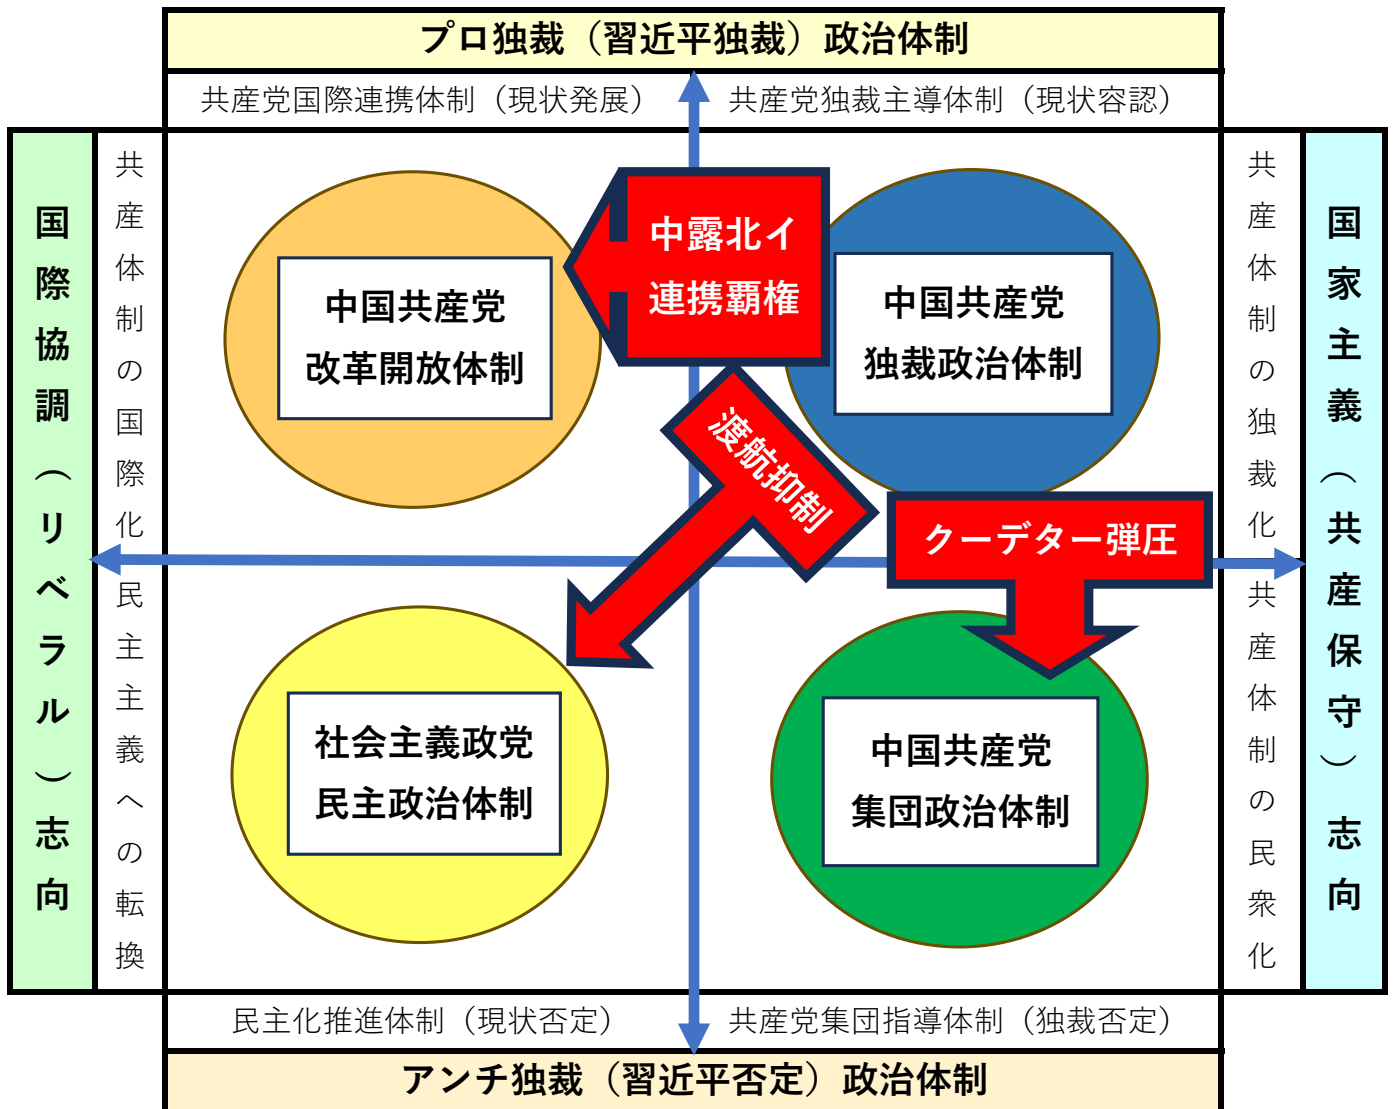 プロ独裁（習近平独裁）政治体制
共産党国際連携体制（現状発展）
共産党独裁主導体制（現状容認）
国際協調（リベラル）志向
共産体制の国際化
民主主義への転換
中国共産党
改革開放体制
中露北イ
連携覇権
中国共産党
独裁政治体制
渡航抑制
クーデター弾圧
社会主義政党
民主政治体制
中国共産党
集団政治体制
共産体制の独裁化
共産体制の民衆化
国家主義（共産保守）志向
民主化推進体制（現状否定）
共産党集団指導体制（独裁否定）
アンチ独裁（習近平否定）政治体制